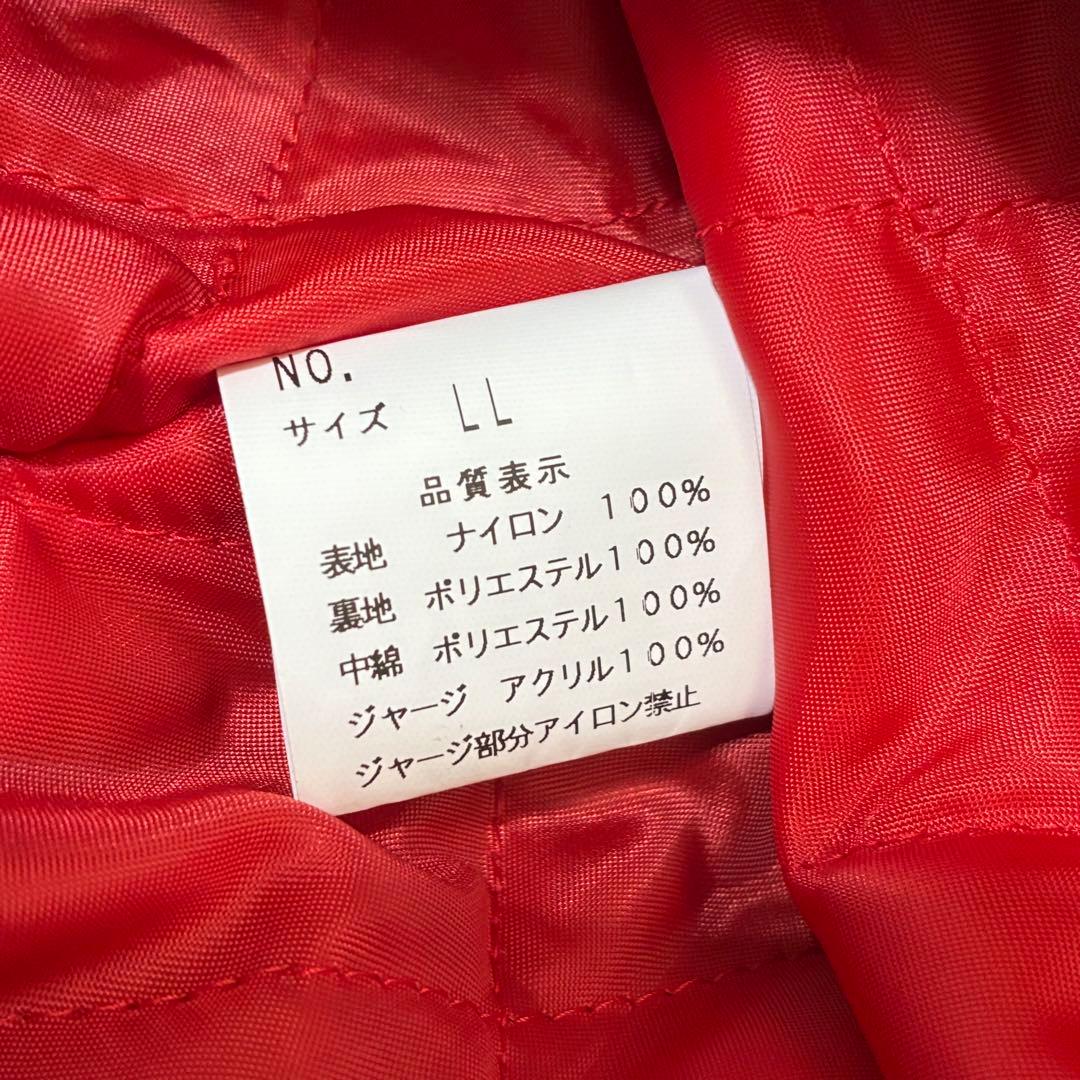 NO.
サイズ LL
品質表示
表地 ナイロン 100%
裏地 ポリエステル100%
中綿 ポリエステル100%
ジャージ アクリル100%
ジャージ部分アイロン禁止